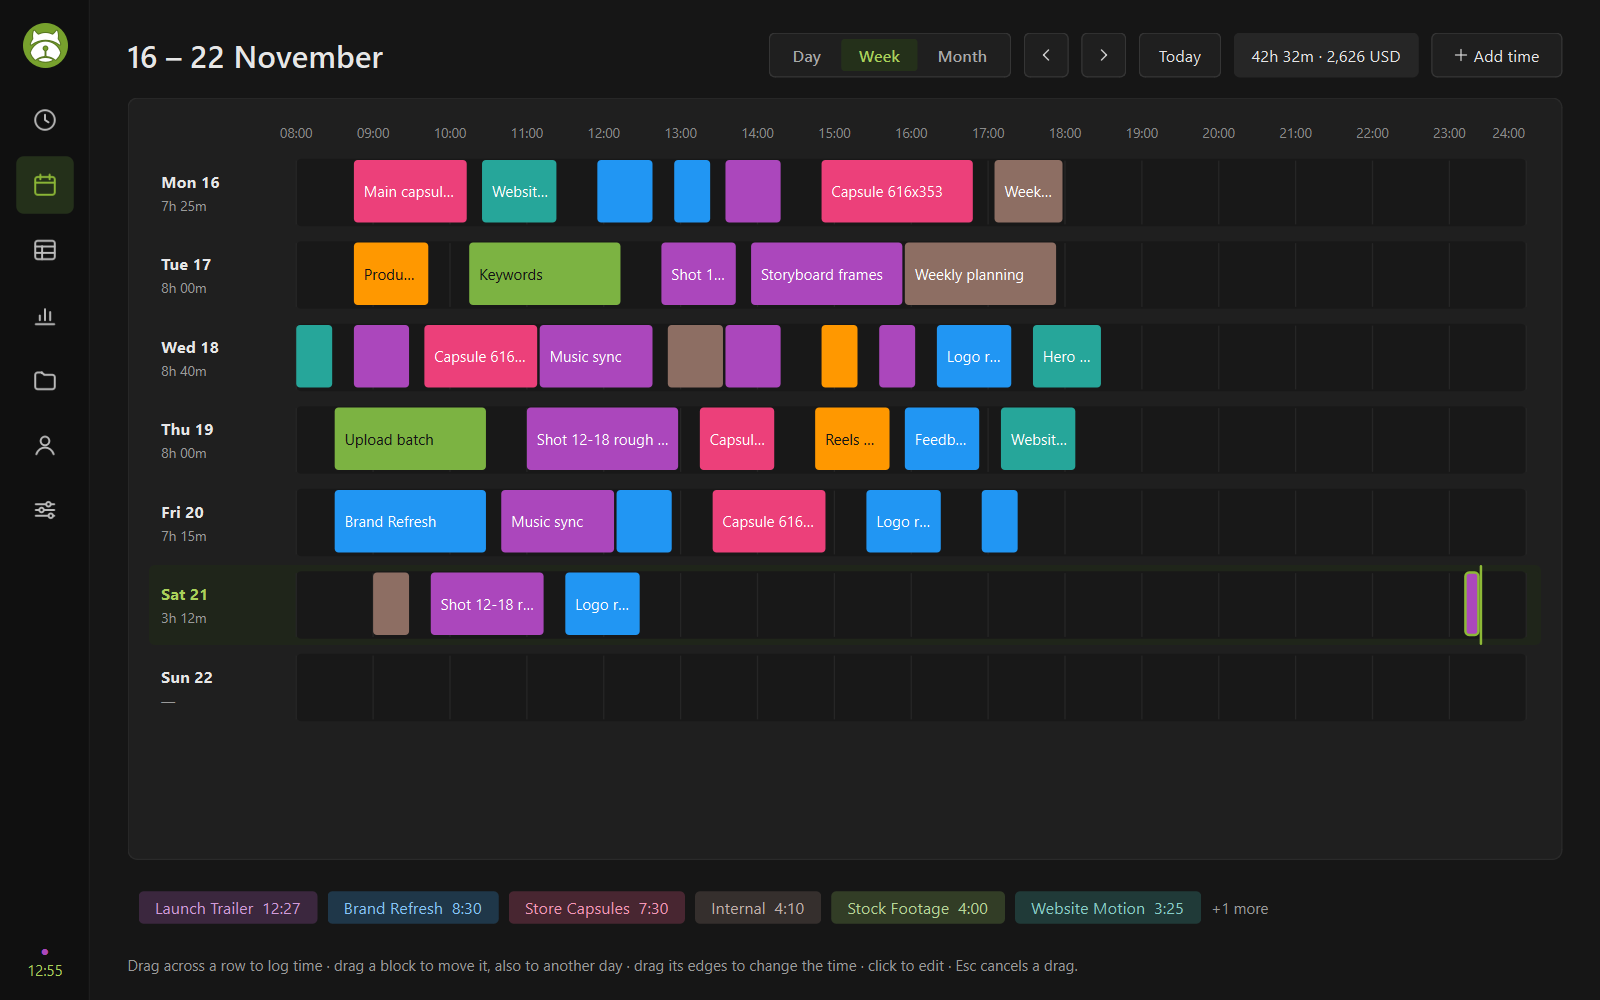 16 – 22 November
Day Week Month
Today
42h 32m · 2,626 USD
+ Add time
08:00 09:00 10:00 11:00 12:00 13:00 14:00 15:00 16:00 17:00 18:00 19:00 20:00 21:00 22:00 23:00 24:00
Mon 16
7h 25m
Main capsul... Websit... Capsule 616x353 Week...
Tue 17
8h 00m
Produ... Keywords Shot 1... Storyboard frames Weekly planning
Wed 18
8h 40m
Capsule 616... Music sync Logo r... Hero ...
Thu 19
8h 00m
Upload batch Shot 12-18 rough ... Capsul... Reels ... Feedb... Websit...
Fri 20
7h 15m
Brand Refresh Music sync Capsule 616... Logo r...
Sat 21
3h 12m
Shot 12-18 r... Logo r...
Sun 22
—
Launch Trailer 12:27 Brand Refresh 8:30 Store Capsules 7:30 Internal 4:10 Stock Footage 4:00 Website Motion 3:25 +1 more
12:55
Drag across a row to log time · drag a block to move it, also to another day · drag its edges to change the time · click to edit · Esc cancels a drag.